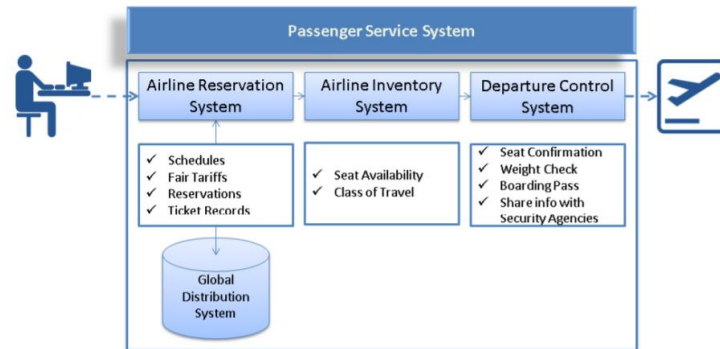 Passenger Service System
Airline Reservation
System
Airline Inventory
System
Departure Control
System
✓ Schedules
✓ Fair Tariffs
✓ Reservations
✓ Ticket Records
✓ Seat Availability
✓ Class of Travel
✓ Seat Confirmation
✓ Weight Check
✓ Boarding Pass
✓ Share info with
Security Agencies
Global
Distribution
System